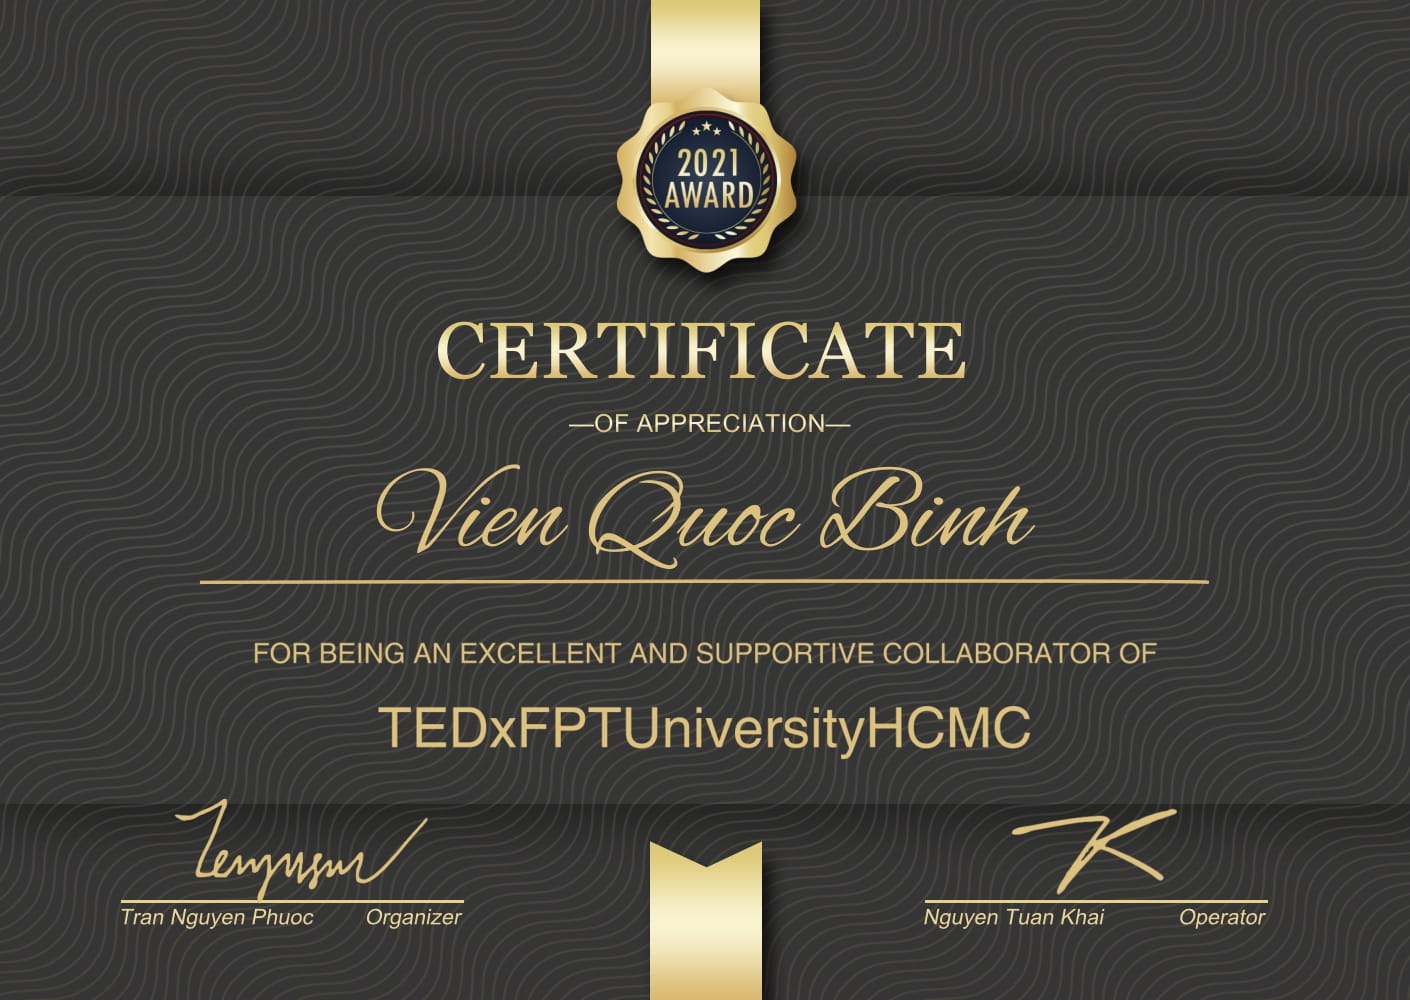 2021
AWARD
CERTIFICATE
—OF APPRECIATION—
Vien Quoc Binh
FOR BEING AN EXCELLENT AND SUPPORTIVE COLLABORATOR OF
TEDxFPTUniversityHCMC
Tran Nguyen Phuoc Organizer
Nguyen Tuan Khai Operator